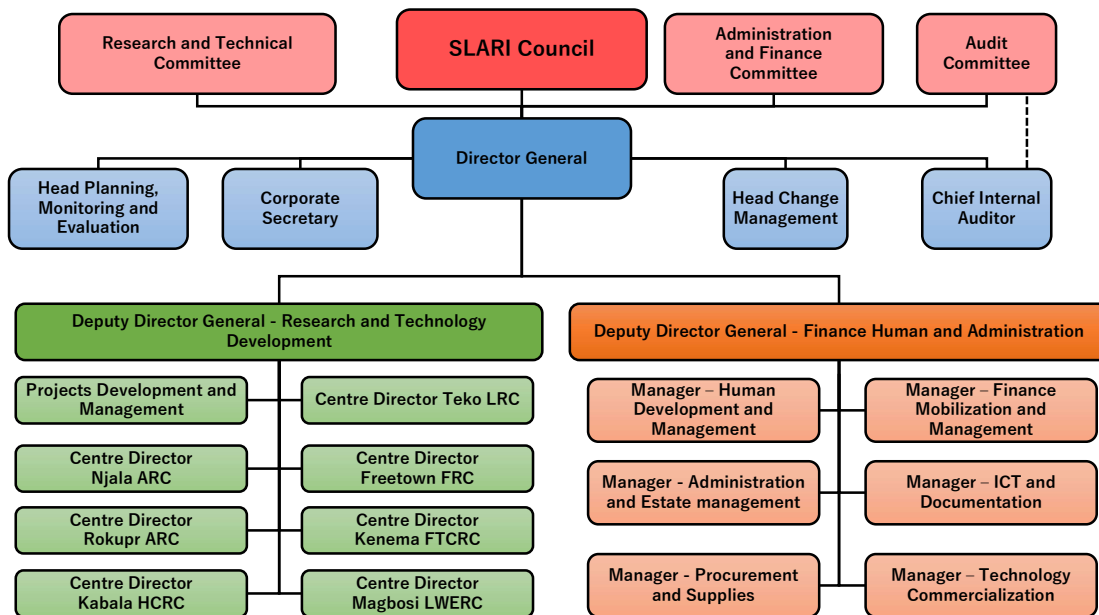 Research and Technical
Committee
SLARI Council
Administration
and Finance
Committee
Audit
Committee
Director General
Head Planning,
Monitoring and
Evaluation
Corporate
Secretary
Head Change
Management
Chief Internal
Auditor
Deputy Director General - Research and Technology
Development
Deputy Director General - Finance Human and Administration
Projects Development and
Management
Centre Director Teko LRC
Centre Director
Njala ARC
Centre Director
Freetown FRC
Centre Director
Rokupr ARC
Centre Director
Kenema FTCRC
Centre Director
Kabala HCRC
Centre Director
Magbosi LWERC
Manager – Human
Development and
Management
Manager – Finance
Mobilization and
Management
Manager - Administration
and Estate management
Manager – ICT and
Documentation
Manager - Procurement
and Supplies
Manager – Technology
Commercialization